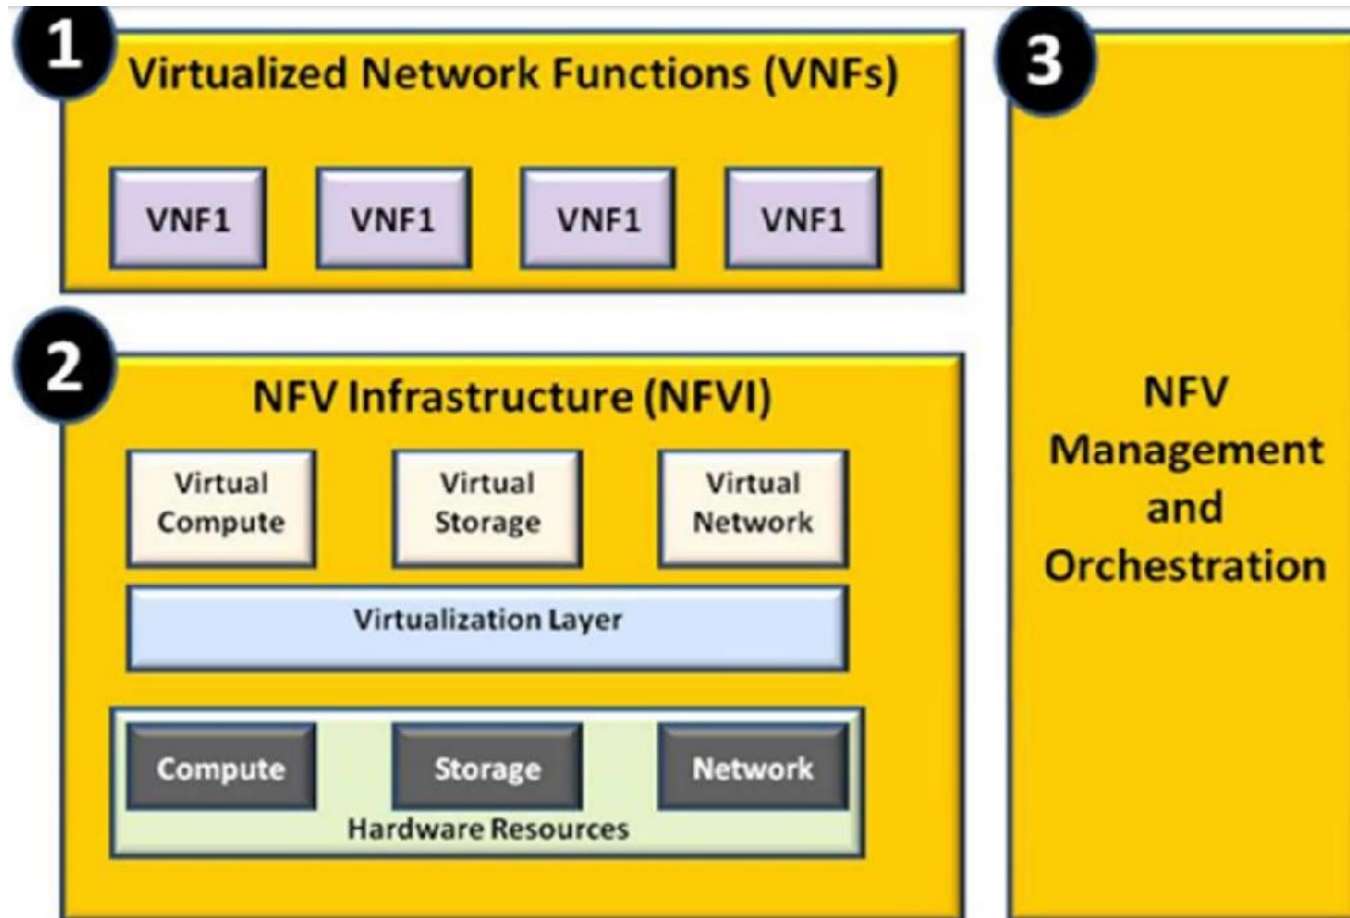 1
Virtualized Network Functions (VNFs)
VNF1
VNF1
VNF1
VNF1
2
NFV Infrastructure (NFVI)
Virtual
Compute
Virtual
Storage
Virtual
Network
Virtualization Layer
Compute
Storage
Network
Hardware Resources
3
NFV
Management
and
Orchestration